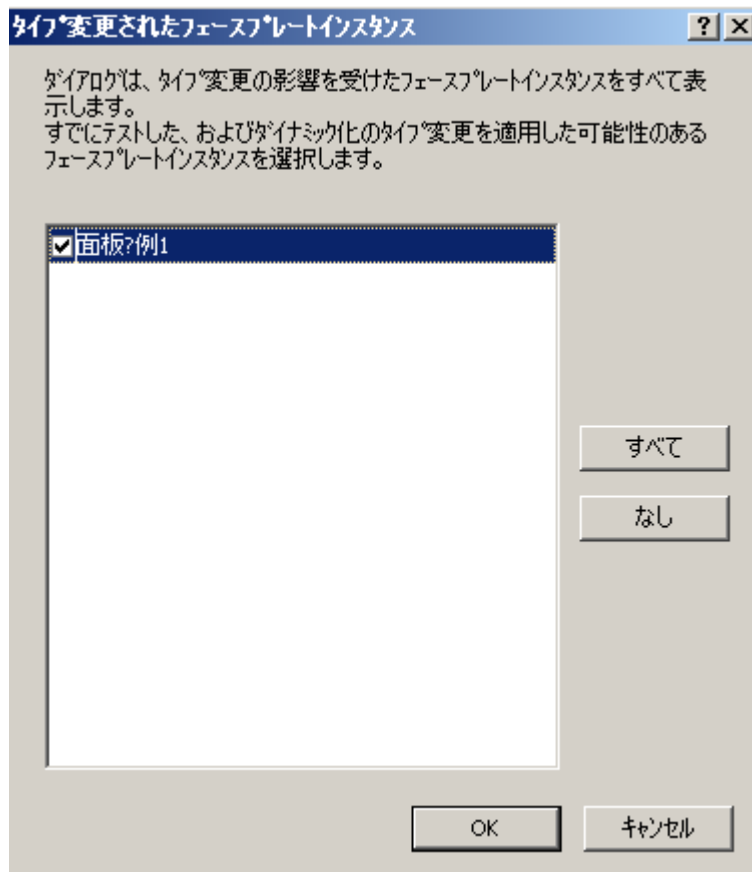 ﾀｲﾌﾟ変更されたﾌｪｰｽﾌﾟﾚｰﾄｲﾝｽﾀﾝｽ
ﾀﾞｲｱﾛｸﾞは、ﾀｲﾌﾟ変更の影響を受けたﾌｪｰｽﾌﾟﾚｰﾄｲﾝｽﾀﾝｽをすべて表
示します。
すでにﾃｽﾄした、およびﾀﾞｲﾅﾐｯｸ化のﾀｲﾌﾟ変更を適用した可能性のある
ﾌｪｰｽﾌﾟﾚｰﾄｲﾝｽﾀﾝｽを選択します。
面板?例1
すべて
なし
OK
ｷｬﾝｾﾙ